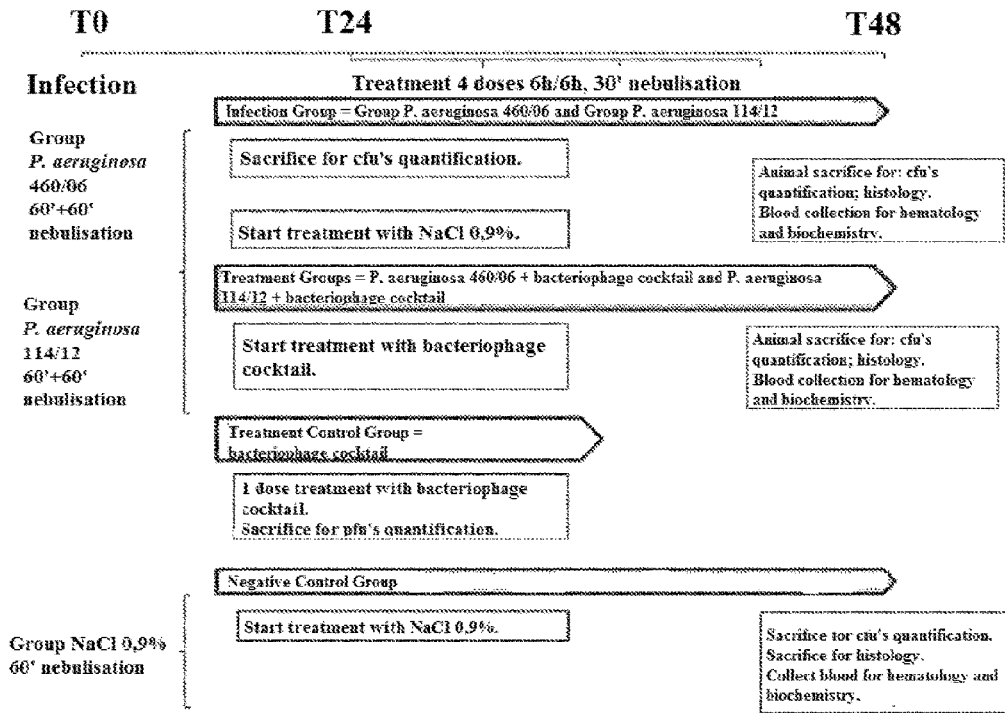 T0 T24 T48
Infection
Treatment 4 doses 6h/6h, 30' nebulisation
Infection Group = Group P. aeruginosa 460/06 and Group P. aeruginosa 114/12
Group
P. aeruginosa
460/06
60'+60'
nebulisation
Sacrifice for cfu's quantification.
Start treatment with NaCl 0,9%.
Animal sacrifice for: cfu's
quantification; histology.
Blood collection for hematology
and biochemistry.
Treatment Groups = P. aeruginosa 460/06 + bacteriophage cocktail and P. aeruginosa
114/12 + bacteriophage cocktail
Group
P. aeruginosa
114/12
60'+60'
nebulisation
Start treatment with bacteriophage
cocktail.
Animal sacrifice for: cfu's
quantification; histology.
Blood collection for hematology
and biochemistry.
Treatment Control Group =
bacteriophage cocktail
1 dose treatment with bacteriophage
cocktail.
Sacrifice for pfu's quantification.
Negative Control Group
Group NaCl 0,9%
60' nebulisation
Start treatment with NaCl 0,9%.
Sacrifice for cfu's quantification.
Sacrifice for histology.
Collect blood for hematology and
biochemistry.